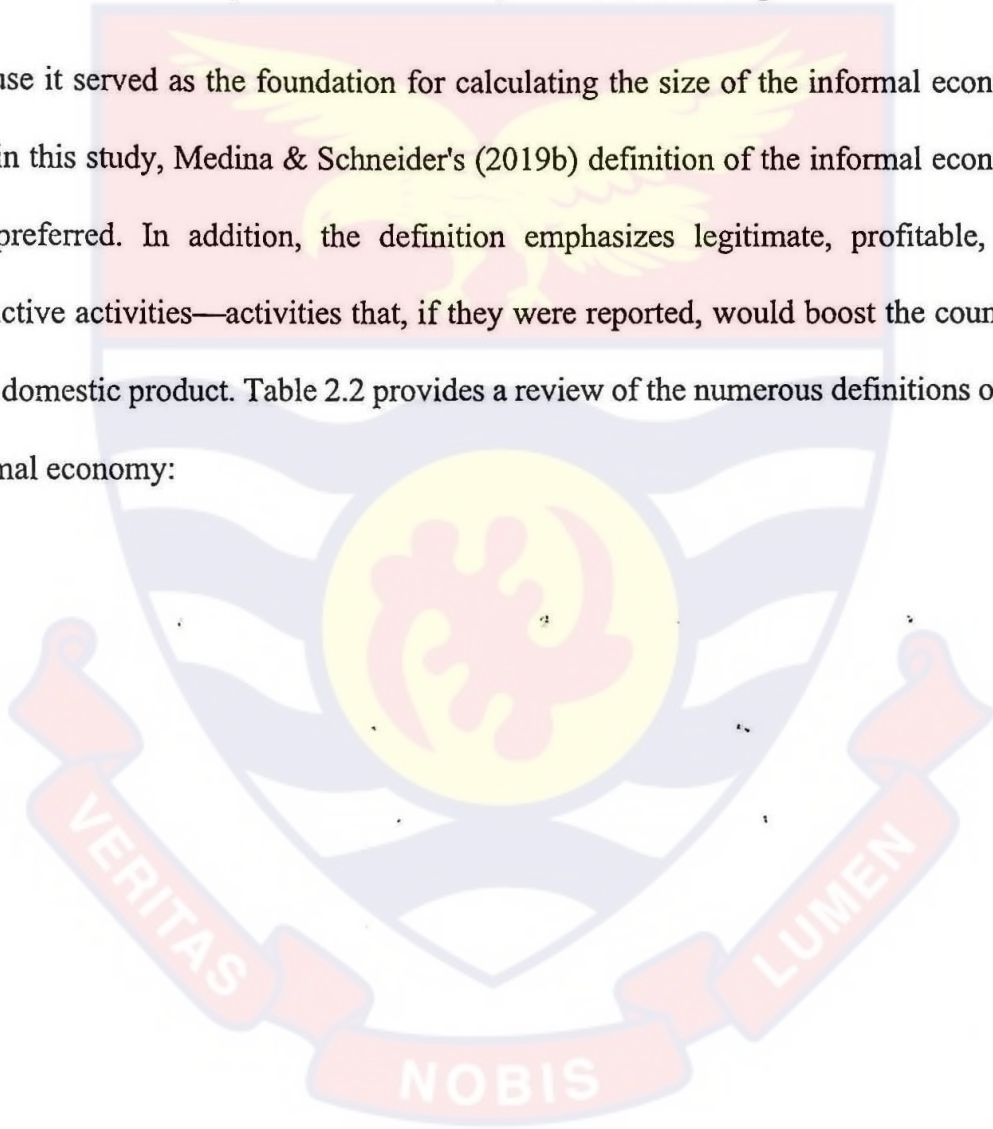 use it served as the foundation for calculating the size of the informal econ
in this study, Medina & Schneider's (2019b) definition of the informal econ
preferred. In addition, the definition emphasizes legitimate, profitable,
ctive activities—activities that, if they were reported, would boost the coun
domestic product. Table 2.2 provides a review of the numerous definitions o
nal economy:
VERITAS
NOBIS
LUMEN